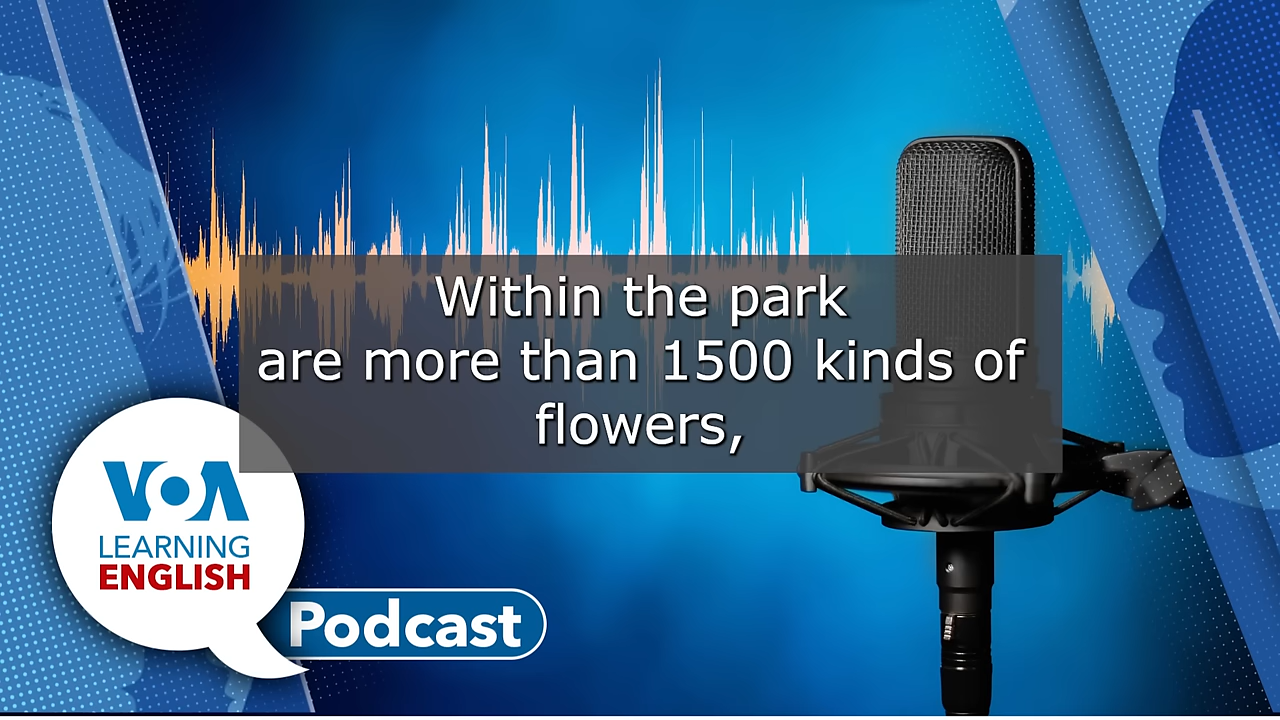 Within the park
are more than 1500 kinds of
flowers,
VOA
LEARNING
ENGLISH
Podcast